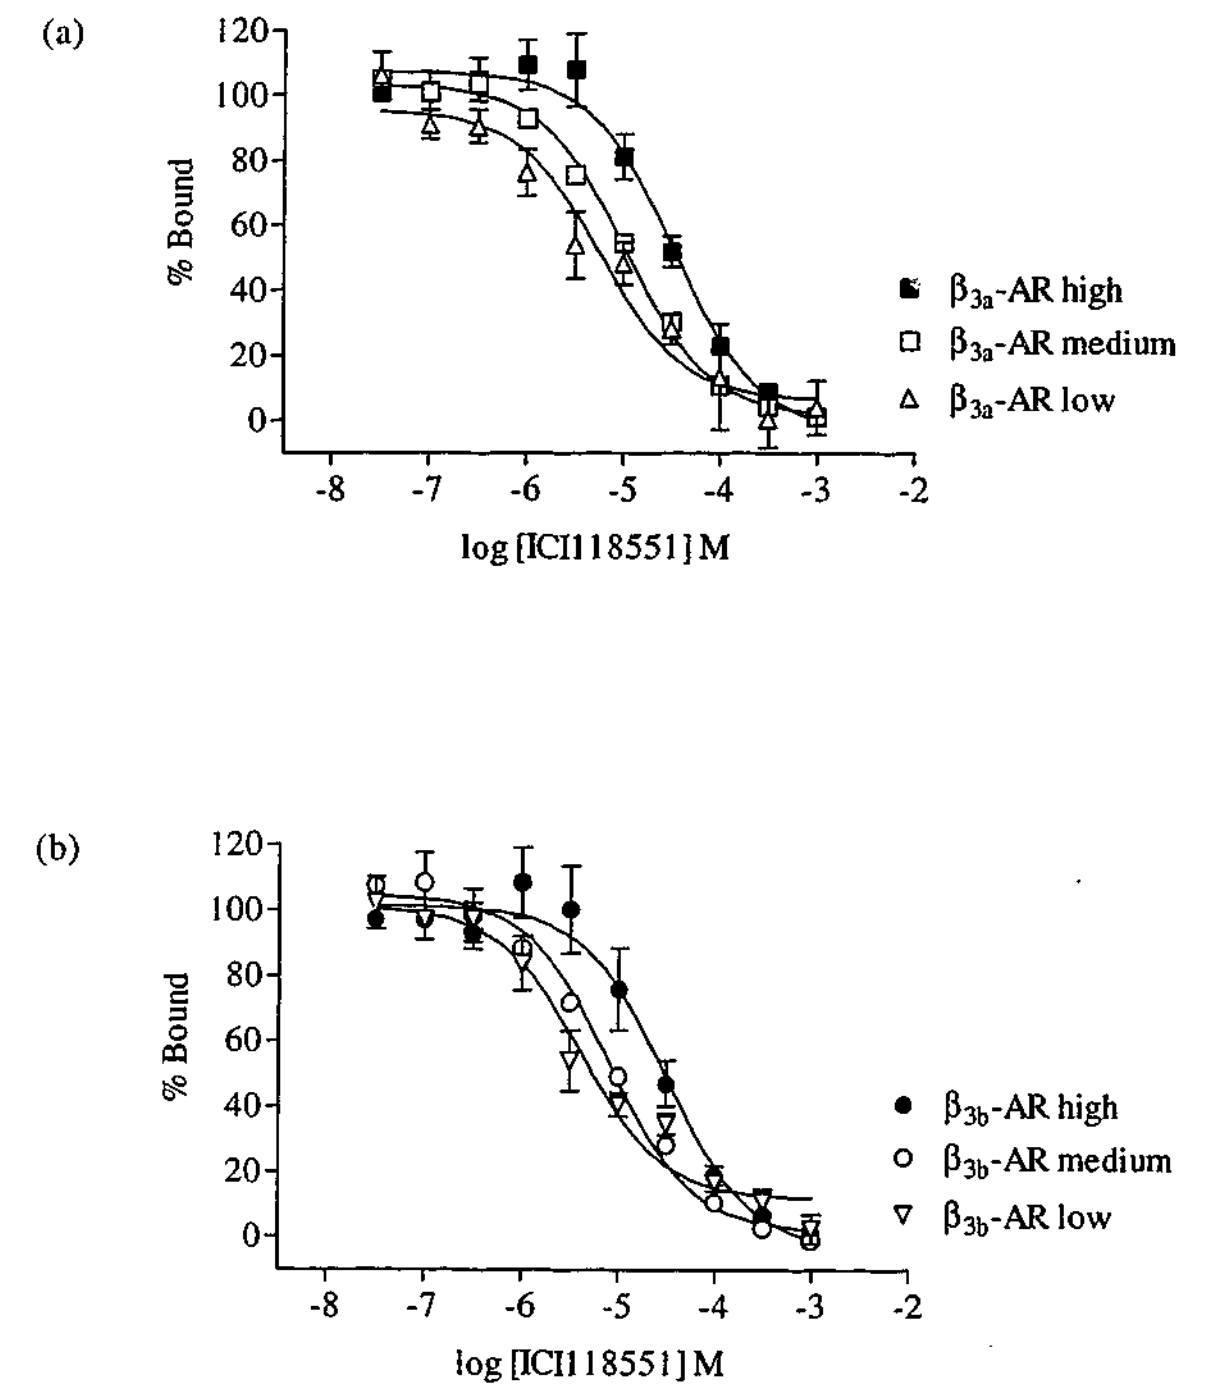 (a)
120
100
80
60
40
20
0
% Bound
-8 -7 -6 -5 -4 -3 -2
log [ICI118551] M
β3a-AR high
β3a-AR medium
β3a-AR low
(b)
120
100
80
60
40
20
0
% Bound
-8 -7 -6 -5 -4 -3 -2
log [ICI118551] M
β3b-AR high
β3b-AR medium
β3b-AR low